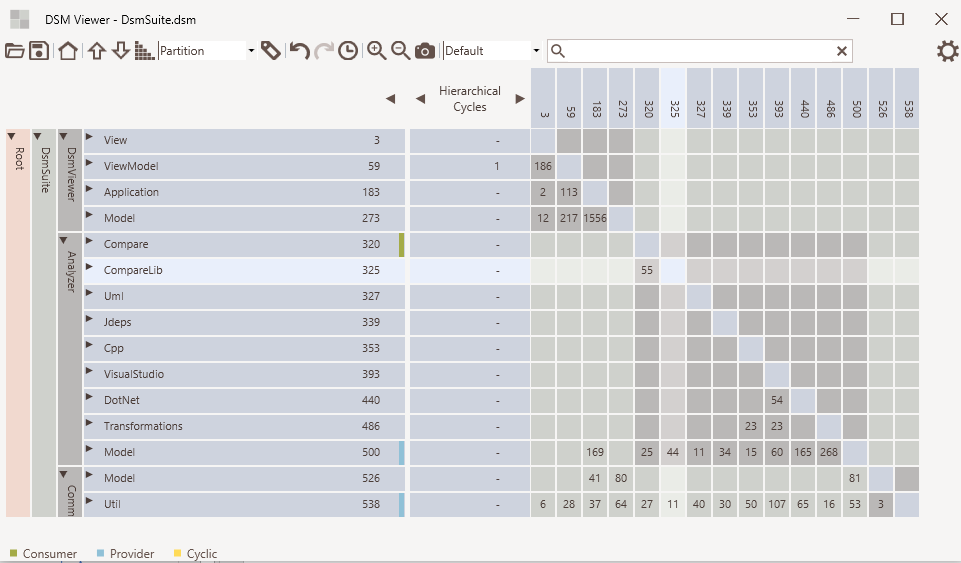 DSM Viewer - DsmSuite.dsm
Partition
Default
Hierarchical
Cycles
3 59 183 273 320 325 327 339 353 393 440 486 500 526 538
Root
DsmSuite
DsmViewer
View 3 -
ViewModel 59 1 186
Application 183 - 2 113
Model 273 - 12 217 1556
Analyzer
Compare 320 -
CompareLib 325 - 55
Uml 327 -
Jdeps 339 -
Cpp 353 -
VisualStudio 393 -
DotNet 440 - 54
Transformations 486 - 23 23
Model 500 - 169 25 44 11 34 15 60 165 268
Comm
Model 526 - 41 80 81
Util 538 - 6 28 37 64 27 11 40 30 50 107 65 16 53 3
Consumer Provider Cyclic